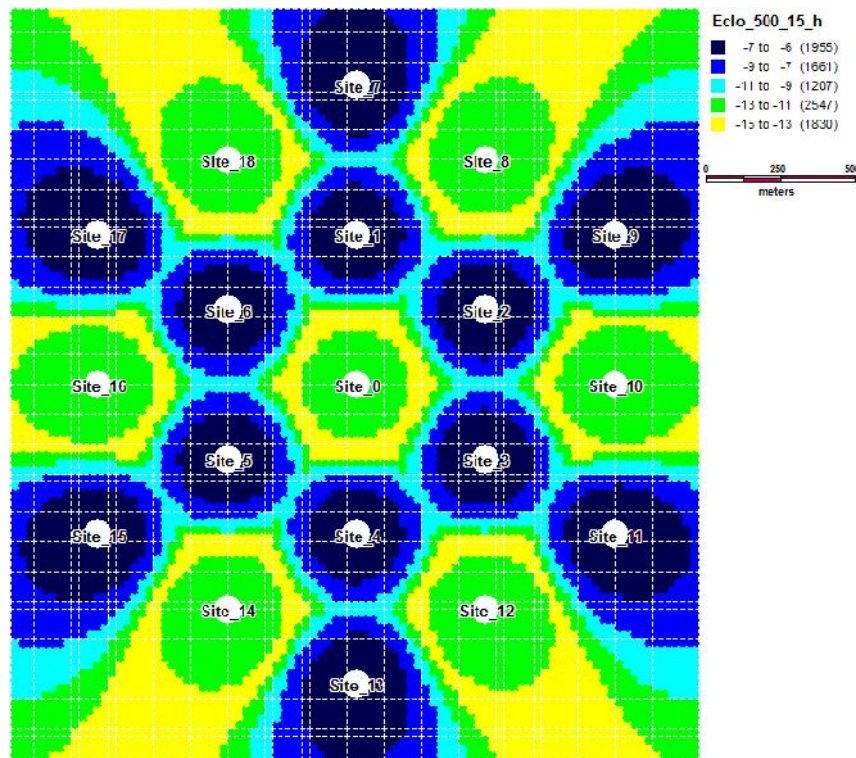 Eclo_500_15_h
-7 to -6 (1955)
-9 to -7 (1661)
-11 to -9 (1207)
-13 to -11 (2547)
-15 to -13 (1830)
0 250 500
meters
Site_7
Site_18 Site_8
Site_17 Site_1 Site_9
Site_6 Site_2
Site_16 Site_0 Site_10
Site_5 Site_3
Site_15 Site_4 Site_11
Site_14 Site_12
Site_13